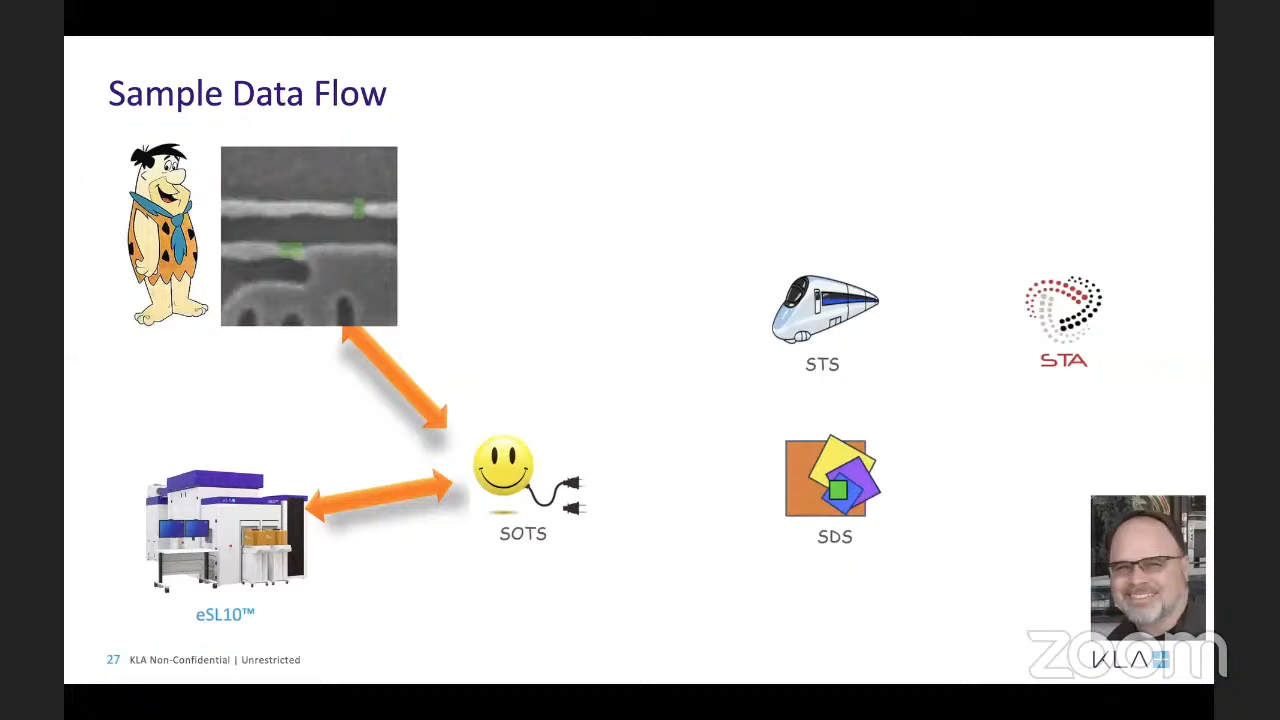 Sample Data Flow
STS
STA
SOTS
SDS
eSL10™
27 KLA Non-Confidential | Unrestricted
KLA
zoom